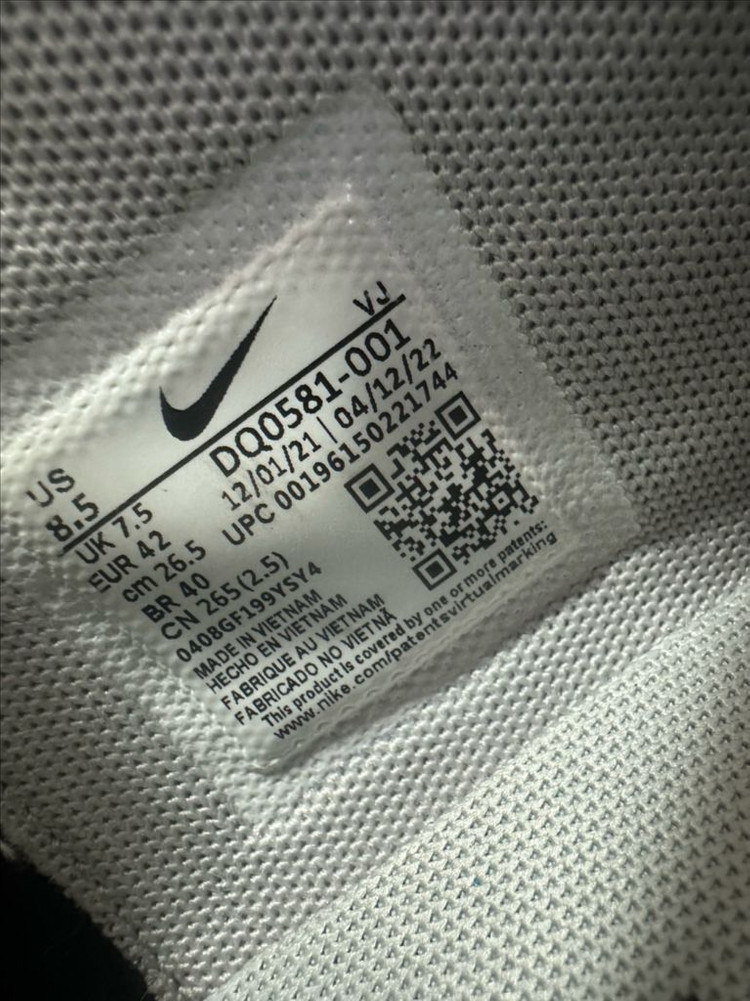 VJ
US
8.5
UK 7.5
EUR 42
cm 26.5
BR 40
CN 265(2.5)
0408GF199YSY4
MADE IN VIETNAM
HECHO EN VIETNAM
FABRIQUE AU VIETNAM
FABRICADO NO VIETNÃ
This product is covered by one or more patents:
www.nike.com/patentsvirtualmarking
DQ0581-001
12/01/21 | 04/12/22
UPC 00196150221744